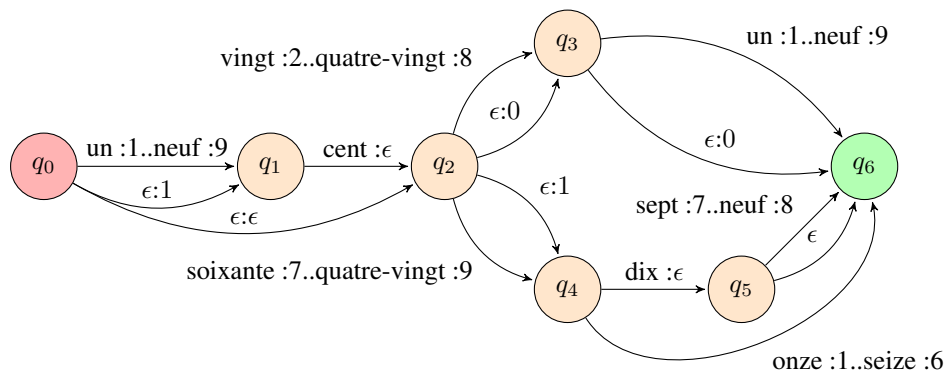 q3
vingt :2..quatre-vingt :8
un :1..neuf :9
ϵ:0
q0
un :1..neuf :9
q1
cent :ϵ
q2
ϵ:0
q6
ϵ:1
ϵ:1
ϵ:ϵ
sept :7..neuf :8
ϵ
soixante :7..quatre-vingt :9
q4
dix :ϵ
q5
onze :1..seize :6